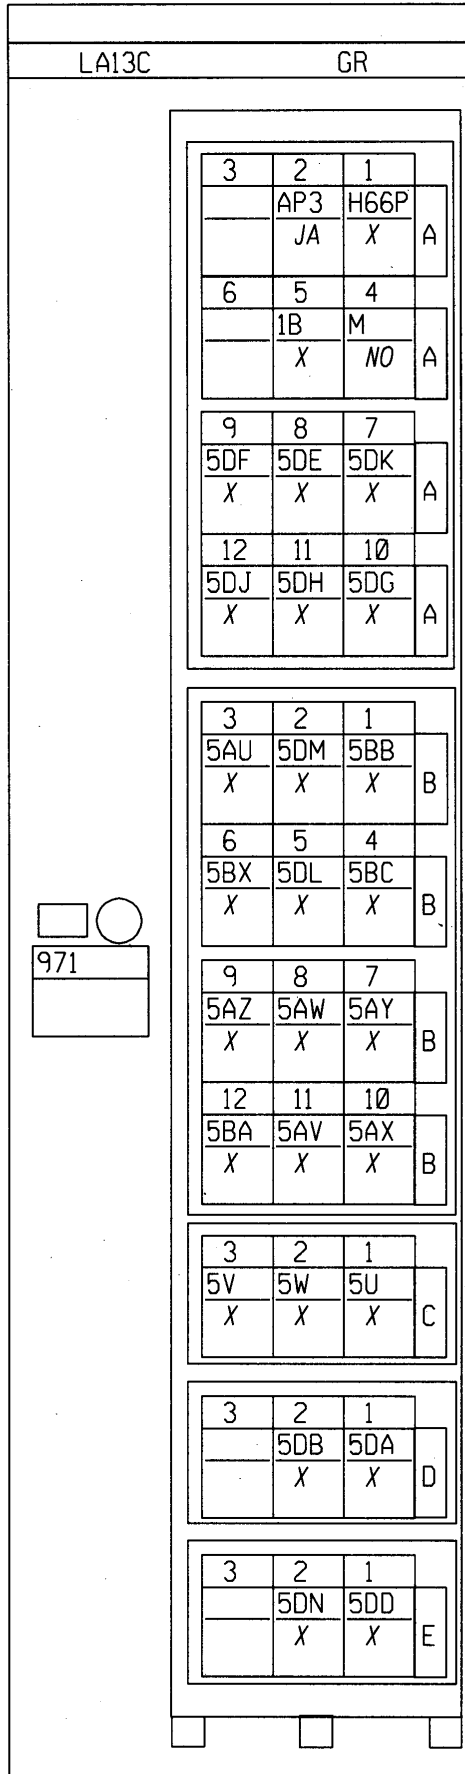 LA13C GR
3 2 1
AP3 H66P
JA X A
6 5 4
1B M
X NO A
9 8 7
5DF 5DE 5DK
X X X A
12 11 10
5DJ 5DH 5DG
X X X A
3 2 1
5AU 5DM 5BB
X X X B
6 5 4
5BX 5DL 5BC
X X X B
971
9 8 7
5AZ 5AW 5AY
X X X B
12 11 10
5BA 5AV 5AX
X X X B
3 2 1
5V 5W 5U
X X X C
3 2 1
5DB 5DA
X X D
3 2 1
5DN 5DD
X X E